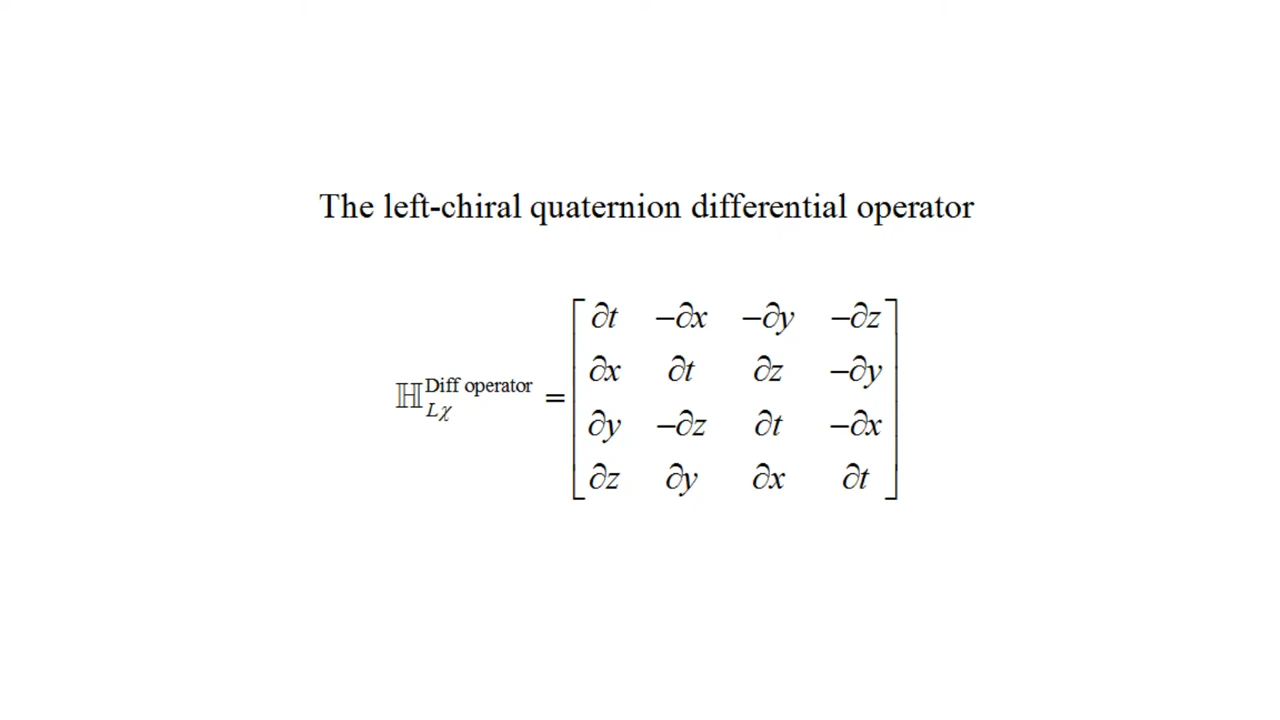 The left-chiral quaternion differential operator
∂t −∂x −∂y −∂z
∂x ∂t ∂z −∂y
ℍ_{Lχ}^{Diff operator} =
∂y −∂z ∂t −∂x
∂z ∂y ∂x ∂t